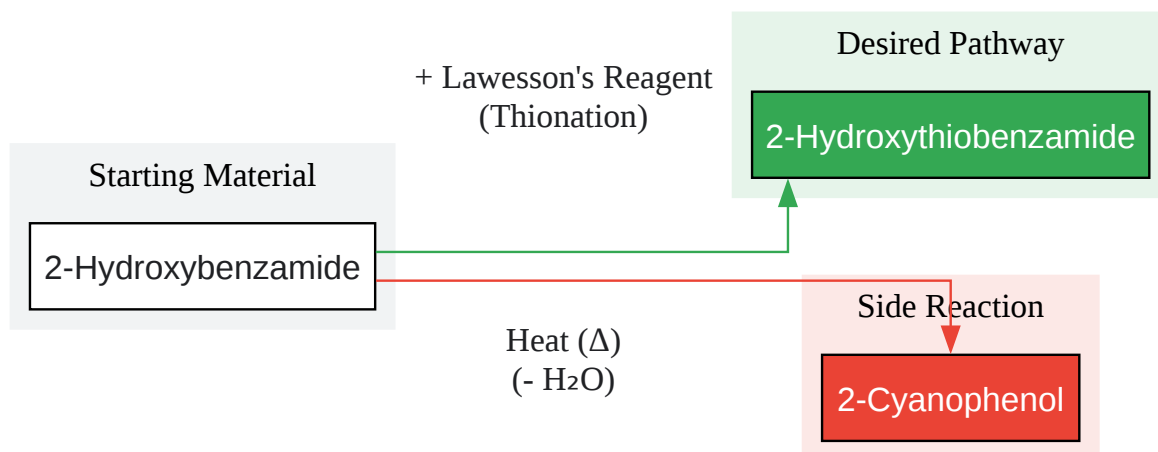 Desired Pathway
+ Lawesson's Reagent
(Thionation)
2-Hydroxythiobenzamide
Starting Material
2-Hydroxybenzamide
Side Reaction
Heat (Δ)
(- H₂O)
2-Cyanophenol